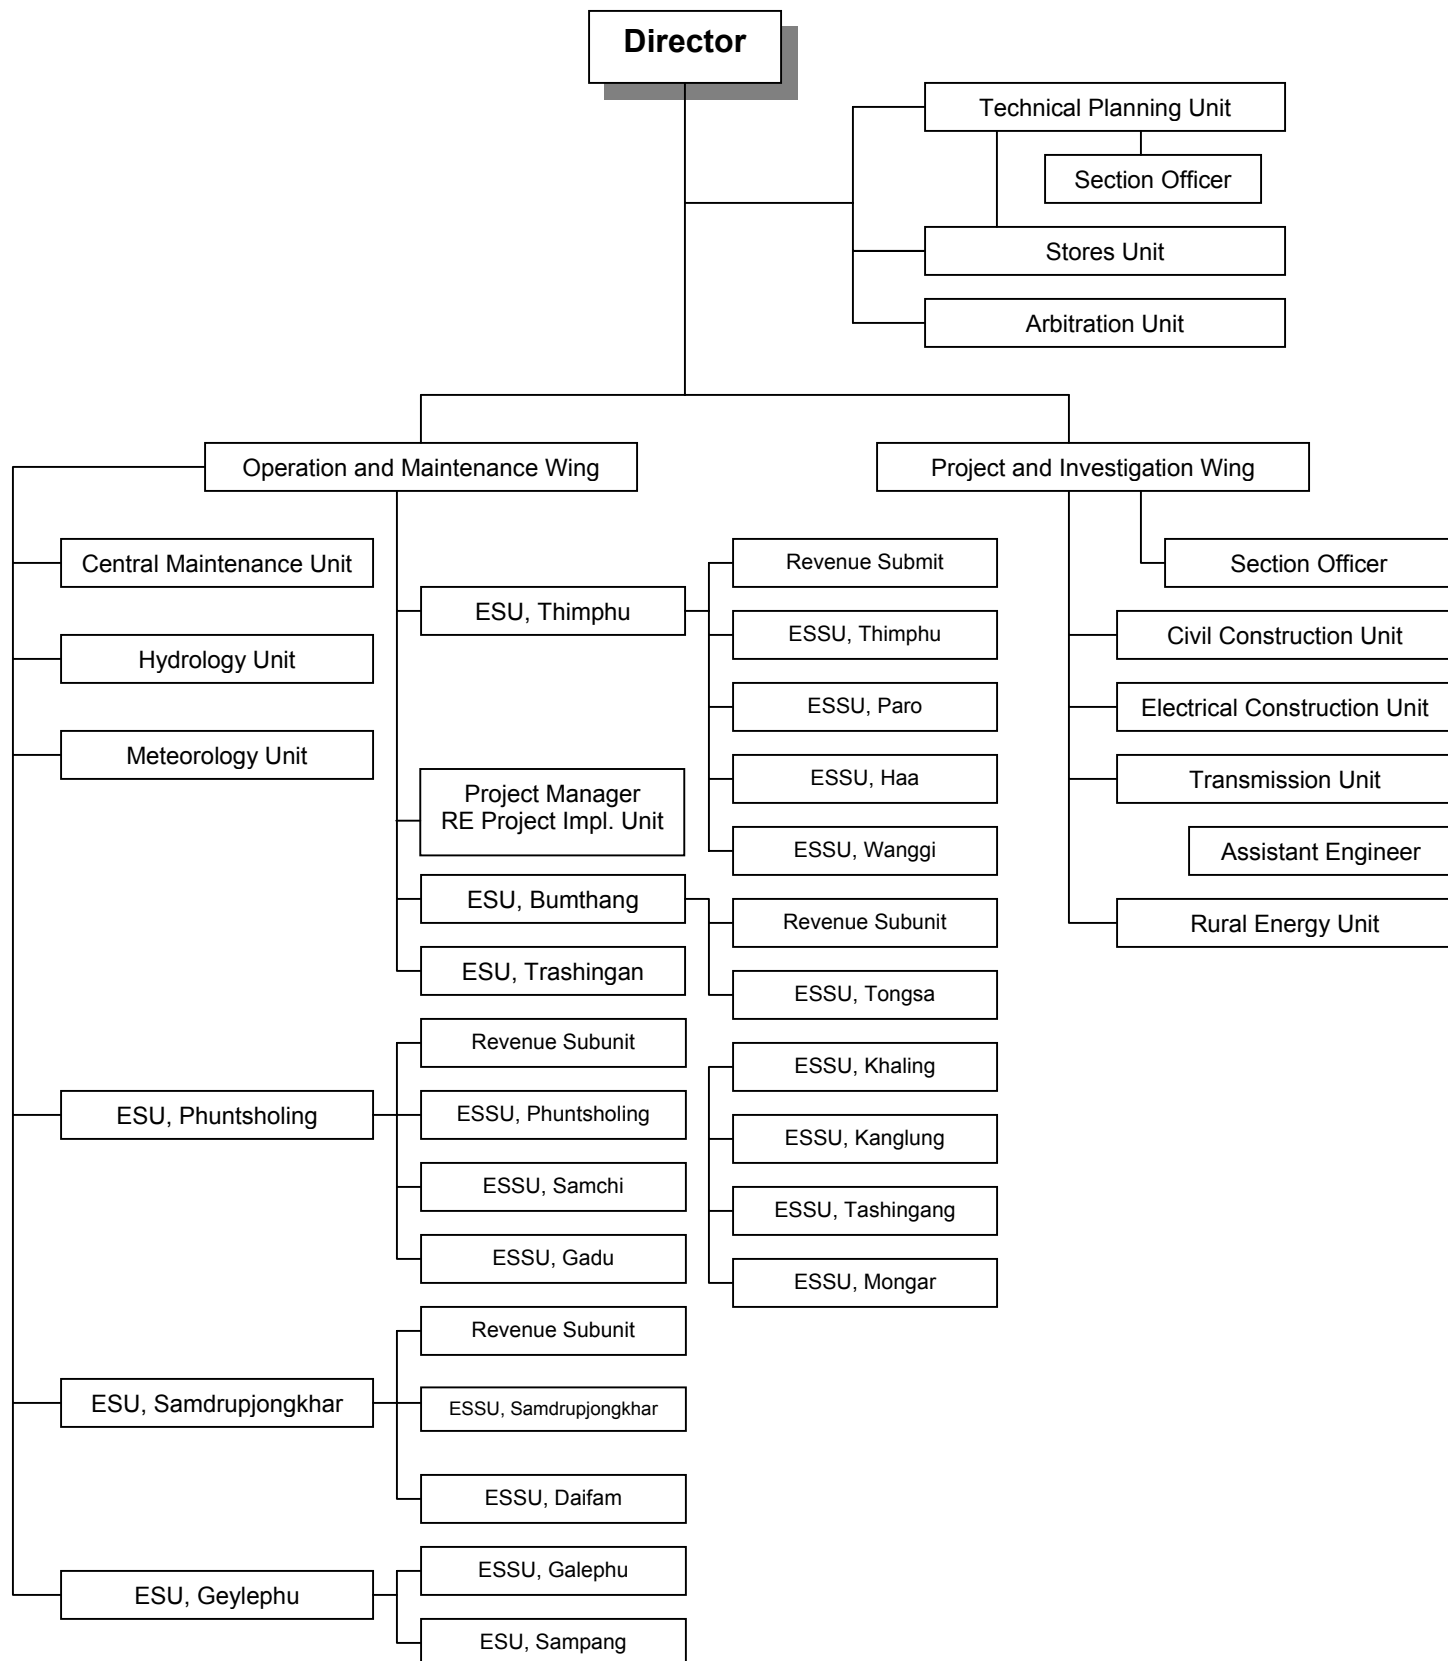 Director
Technical Planning Unit
Section Officer
Stores Unit
Arbitration Unit
Operation and Maintenance Wing
Project and Investigation Wing
Central Maintenance Unit
Hydrology Unit
Meteorology Unit
ESU, Thimphu
Project Manager
RE Project Impl. Unit
ESU, Bumthang
ESU, Trashingan
Revenue Submit
ESSU, Thimphu
ESSU, Paro
ESSU, Haa
ESSU, Wanggi
Revenue Subunit
ESSU, Tongsa
ESSU, Khaling
ESSU, Kanglung
ESSU, Tashingang
ESSU, Mongar
Section Officer
Civil Construction Unit
Electrical Construction Unit
Transmission Unit
Assistant Engineer
Rural Energy Unit
ESU, Phuntsholing
Revenue Subunit
ESSU, Phuntsholing
ESSU, Samchi
ESSU, Gadu
ESU, Samdrupjongkhar
Revenue Subunit
ESSU, Samdrupjongkhar
ESSU, Daifam
ESU, Geylephu
ESSU, Galephu
ESU, Sampang